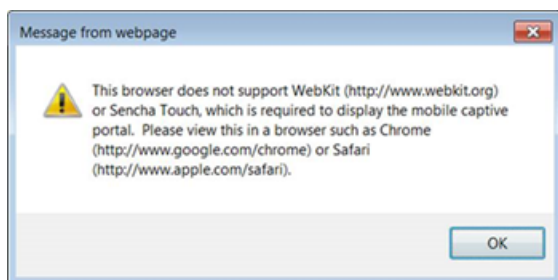 Message from webpage
This browser does not support WebKit (http://www.webkit.org)
or Sencha Touch, which is required to display the mobile captive
portal.  Please view this in a browser such as Chrome
(http://www.google.com/chrome) or Safari
(http://www.apple.com/safari).
OK